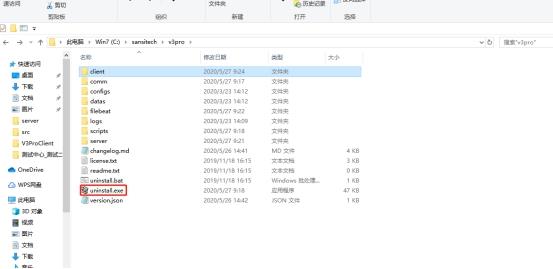 速访问
剪切
文件夹
历史记录
剪贴板
组织
新建
打开
选择
此电脑 > Win7 (C:) > sansitech > v3pro >
搜索"v3pro"
名称 修改日期 类型 大小
快速访问
桌面
下载
文档
图片
server
src
V3ProClient
测试中心_测试二
OneDrive
WPS网盘
此电脑
3D 对象
视频
图片
文档
下载
音乐
client 2020/5/27 9:24 文件夹
comm 2020/5/27 9:17 文件夹
configs 2020/3/23 14:12 文件夹
datas 2020/3/23 14:12 文件夹
filebeat 2020/5/27 9:18 文件夹
logs 2020/3/23 14:09 文件夹
scripts 2020/5/27 9:18 文件夹
server 2020/5/27 9:21 文件夹
changelog.md 2020/5/26 14:41 MD 文件 4 KB
license.txt 2019/11/18 16:15 文本文档 3 KB
readme.txt 2019/11/18 16:15 文本文档 0 KB
uninstall.bat 2019/11/18 16:15 Windows 批处理... 1 KB
uninstall.exe 2020/5/27 9:18 应用程序 47 KB
version.json 2020/5/26 14:42 JSON 文件 1 KB